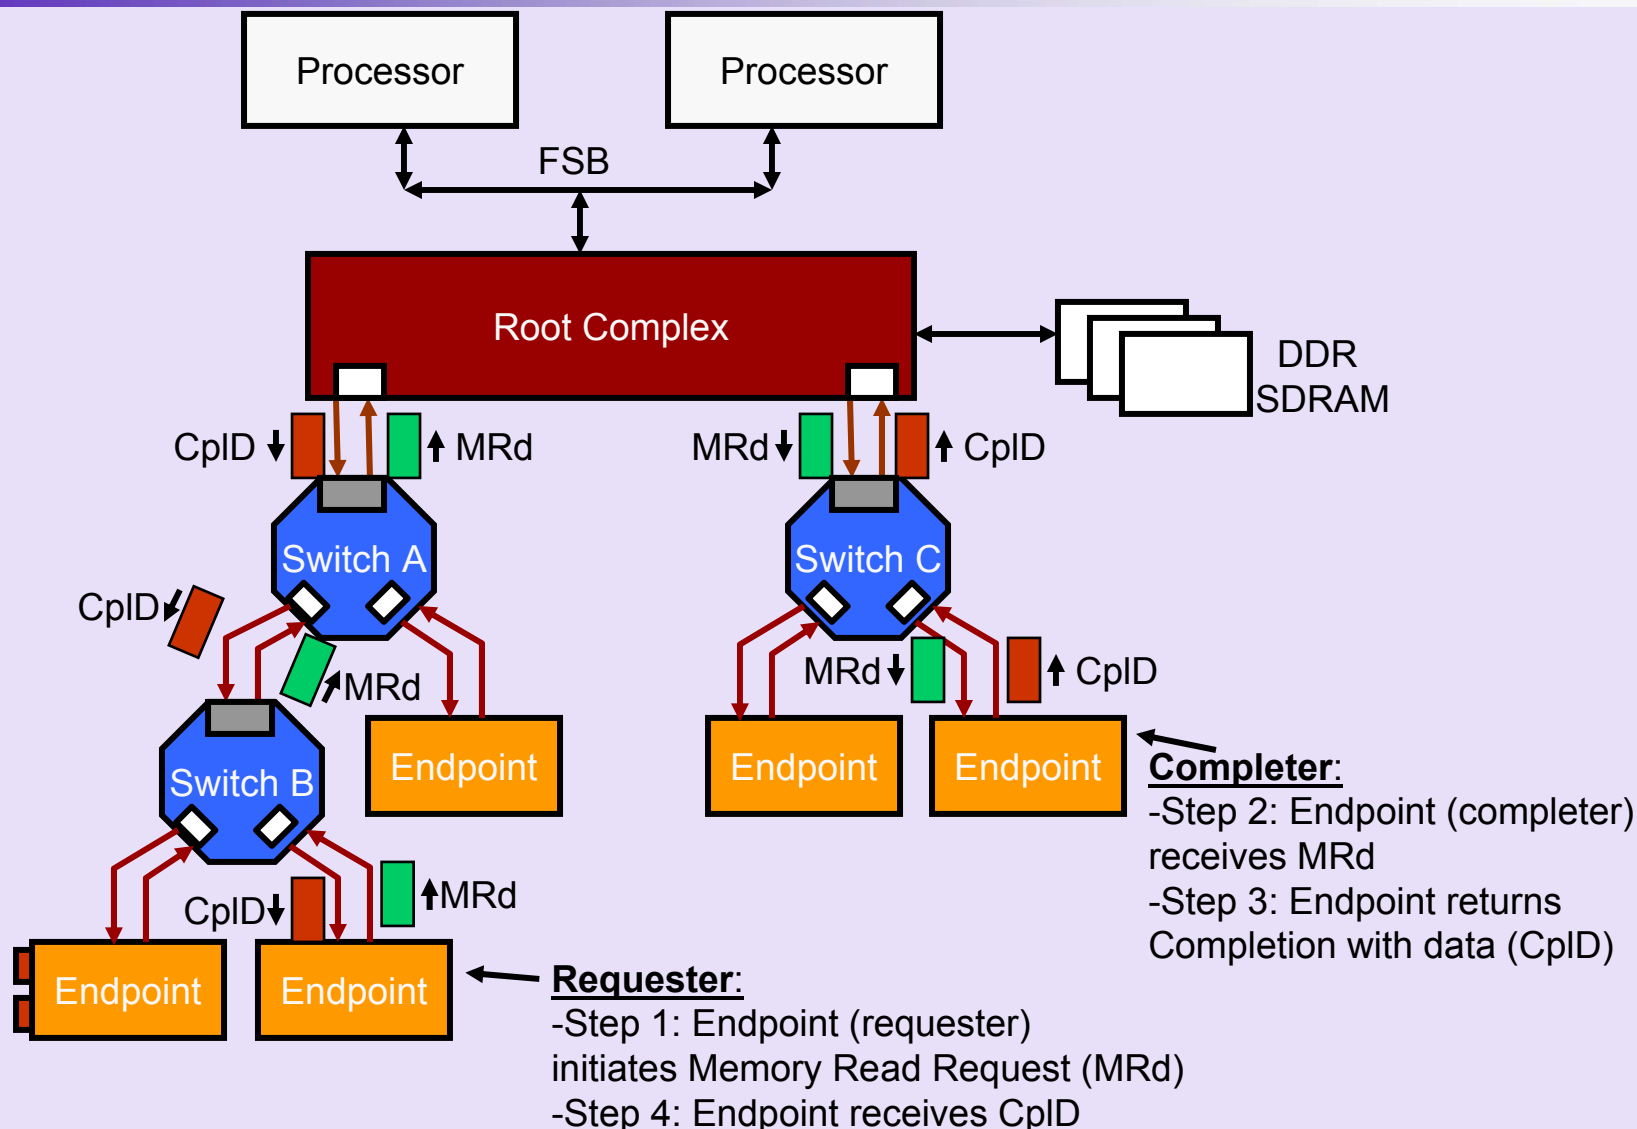 Processor
Processor
FSB
Root Complex
DDR
SDRAM
CplD
MRd
MRd
CplD
Switch A
Switch C
CplD
MRd
MRd
CplD
Endpoint
Endpoint
Endpoint
Switch B
Completer:
-Step 2: Endpoint (completer)
receives MRd
-Step 3: Endpoint returns
Completion with data (CplD)
CplD
MRd
Endpoint
Endpoint
Requester:
-Step 1: Endpoint (requester)
initiates Memory Read Request (MRd)
-Step 4: Endpoint receives CplD